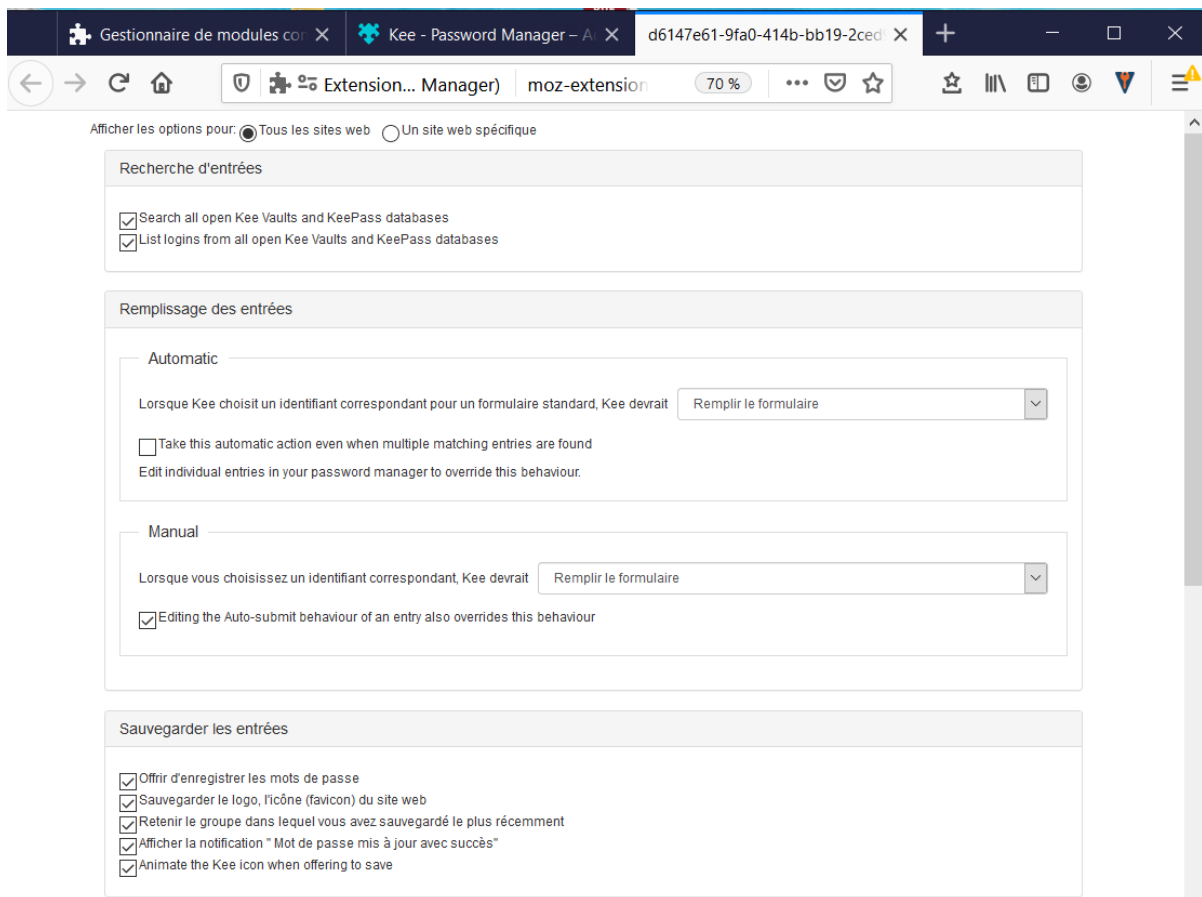 Gestionnaire de modules con
Kee - Password Manager – A
d6147e61-9fa0-414b-bb19-2ced
Extension... Manager)
moz-extension
70 %
Afficher les options pour: Tous les sites web Un site web spécifique
Recherche d'entrées
Search all open Kee Vaults and KeePass databases
List logins from all open Kee Vaults and KeePass databases
Remplissage des entrées
Automatic
Lorsque Kee choisit un identifiant correspondant pour un formulaire standard, Kee devrait Remplir le formulaire
Take this automatic action even when multiple matching entries are found
Edit individual entries in your password manager to override this behaviour.
Manual
Lorsque vous choisissez un identifiant correspondant, Kee devrait Remplir le formulaire
Editing the Auto-submit behaviour of an entry also overrides this behaviour
Sauvegarder les entrées
Offrir d'enregistrer les mots de passe
Sauvegarder le logo, l'icône (favicon) du site web
Retenir le groupe dans lequel vous avez sauvegardé le plus récemment
Afficher la notification " Mot de passe mis à jour avec succès"
Animate the Kee icon when offering to save